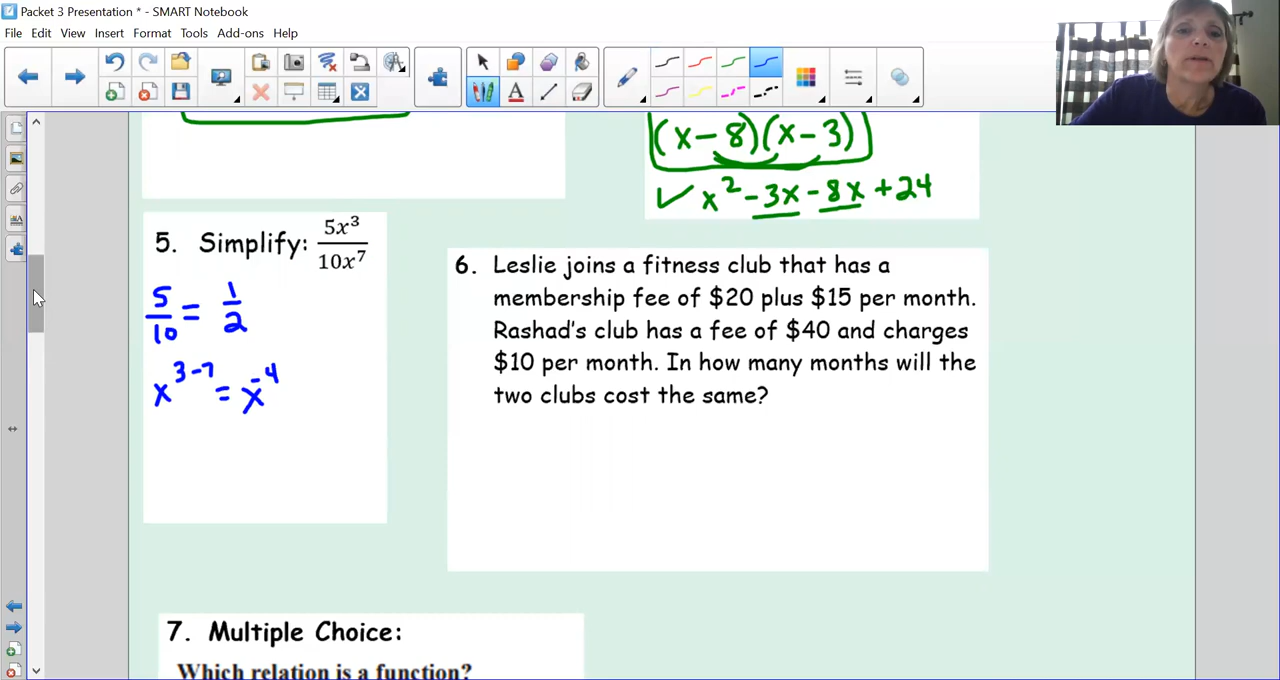 Packet 3 Presentation * - SMART Notebook
File Edit View Insert Format Tools Add-ons Help
(x - 8)(x - 3)
✓ x² - 3x - 8x + 24
5. Simplify: 5x³/10x⁷
5/10 = 1/2
x³⁻⁷ = x⁻⁴
6. Leslie joins a fitness club that has a
membership fee of $20 plus $15 per month.
Rashad's club has a fee of $40 and charges
$10 per month. In how many months will the
two clubs cost the same?
7. Multiple Choice:
Which relation is a function?